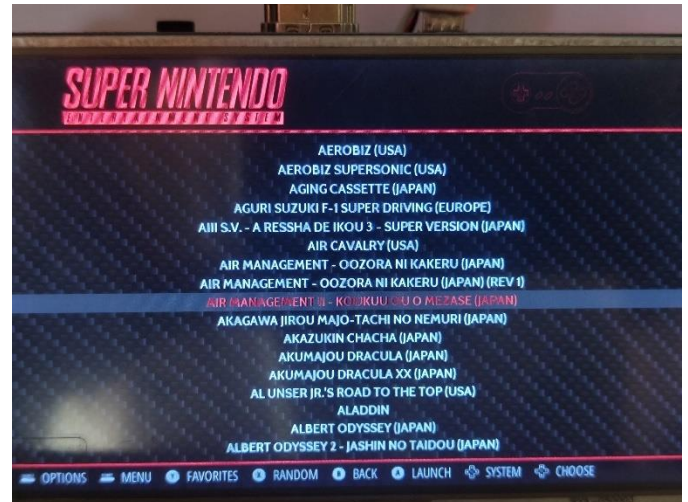 SUPER NINTENDO
ENTERTAINMENT SYSTEM
AEROBIZ (USA)
AEROBIZ SUPERSONIC (USA)
AGING CASSETTE (JAPAN)
AGURI SUZUKI F-1 SUPER DRIVING (EUROPE)
AIII S.V. - A RESSHA DE IKOU 3 - SUPER VERSION (JAPAN)
AIR CAVALRY (USA)
AIR MANAGEMENT - OOZORA NI KAKERU (JAPAN)
AIR MANAGEMENT - OOZORA NI KAKERU (JAPAN) (REV 1)
AIR MANAGEMENT II - KOUKUU OU O MEZASE (JAPAN)
AKAGAWA JIROU MAJO-TACHI NO NEMURI (JAPAN)
AKAZUKIN CHACHA (JAPAN)
AKUMAJOU DRACULA (JAPAN)
AKUMAJOU DRACULA XX (JAPAN)
AL UNSER JR.'S ROAD TO THE TOP (USA)
ALADDIN
ALBERT ODYSSEY (JAPAN)
ALBERT ODYSSEY 2 - JASHIN NO TAIDOU (JAPAN)
OPTIONS MENU FAVORITES RANDOM BACK LAUNCH SYSTEM CHOOSE